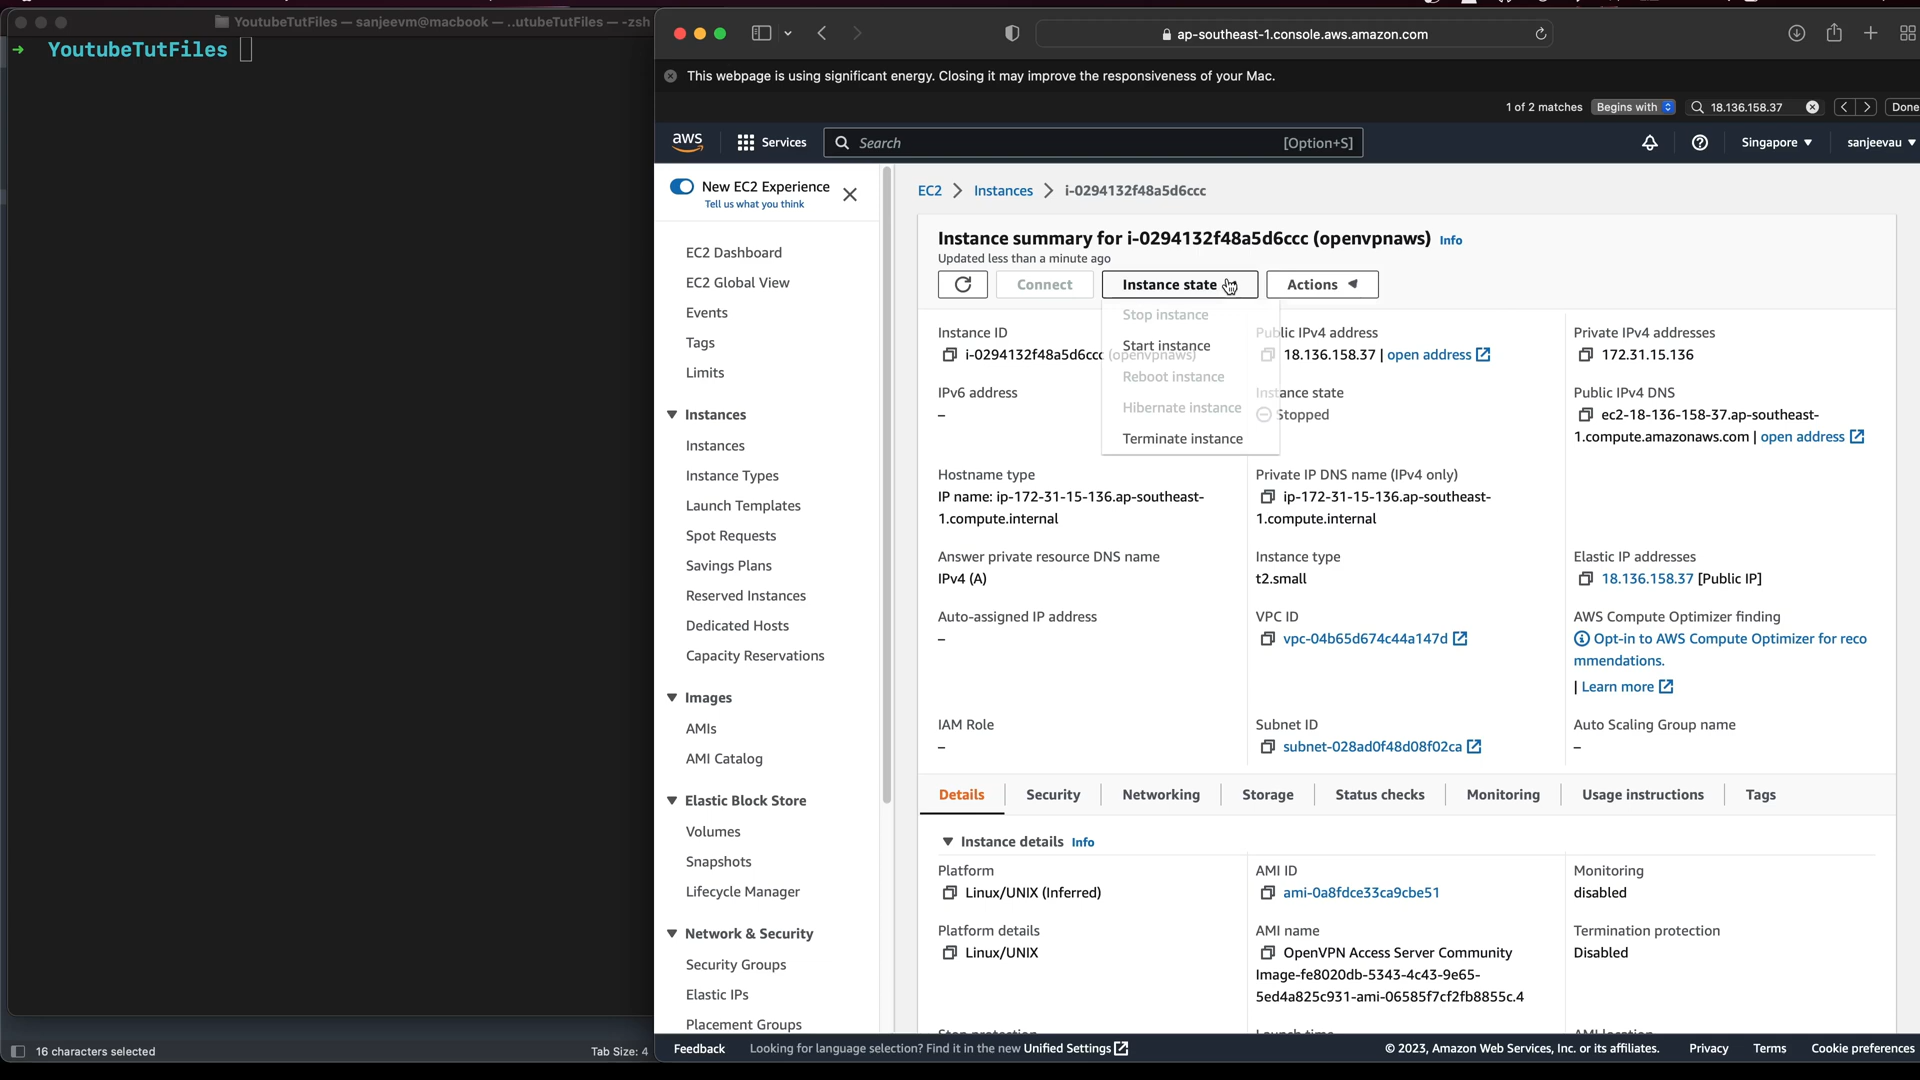 YoutubeTutFiles — sanjeevm@macbook — ..utubeTutFiles — -zsh
→ YoutubeTutFiles
16 characters selected
Tab Size: 4
ap-southeast-1.console.aws.amazon.com
This webpage is using significant energy. Closing it may improve the responsiveness of your Mac.
1 of 2 matches Begins with 18.136.158.37 Done
aws Services Search [Option+S] Singapore ▼ sanjeevau ▼
New EC2 Experience
Tell us what you think
EC2 Dashboard
EC2 Global View
Events
Tags
Limits
Instances
Instances
Instance Types
Launch Templates
Spot Requests
Savings Plans
Reserved Instances
Dedicated Hosts
Capacity Reservations
Images
AMIs
AMI Catalog
Elastic Block Store
Volumes
Snapshots
Lifecycle Manager
Network & Security
Security Groups
Elastic IPs
Placement Groups
EC2 > Instances > i-0294132f48a5d6ccc
Instance summary for i-0294132f48a5d6ccc (openvpnaws) Info
Updated less than a minute ago
Connect Instance state Actions
Stop instance
Start instance
Reboot instance
Hibernate instance
Terminate instance
Instance ID
i-0294132f48a5d6ccc (openvpnaws)
Public IPv4 address
18.136.158.37 | open address
Private IPv4 addresses
172.31.15.136
IPv6 address
–
Instance state
Stopped
Public IPv4 DNS
ec2-18-136-158-37.ap-southeast-
1.compute.amazonaws.com | open address
Hostname type
IP name: ip-172-31-15-136.ap-southeast-
1.compute.internal
Private IP DNS name (IPv4 only)
ip-172-31-15-136.ap-southeast-
1.compute.internal
Answer private resource DNS name
IPv4 (A)
Instance type
t2.small
Elastic IP addresses
18.136.158.37 [Public IP]
Auto-assigned IP address
–
VPC ID
vpc-04b65d674c44a147d
AWS Compute Optimizer finding
Opt-in to AWS Compute Optimizer for reco
mmendations.
| Learn more
IAM Role
–
Subnet ID
subnet-028ad0f48d08f02ca
Auto Scaling Group name
–
Details Security Networking Storage Status checks Monitoring Usage instructions Tags
Instance details Info
Platform
Linux/UNIX (Inferred)
AMI ID
ami-0a8fdce33ca9cbe51
Monitoring
disabled
Platform details
Linux/UNIX
AMI name
OpenVPN Access Server Community
Image-fe8020db-5343-4c43-9e65-
5ed4a825c931-ami-06585f7cf2fb8855c.4
Termination protection
Disabled
Stop protection
Launch time
AMI location
Feedback Looking for language selection? Find it in the new Unified Settings © 2023, Amazon Web Services, Inc. or its affiliates. Privacy Terms Cookie preferences